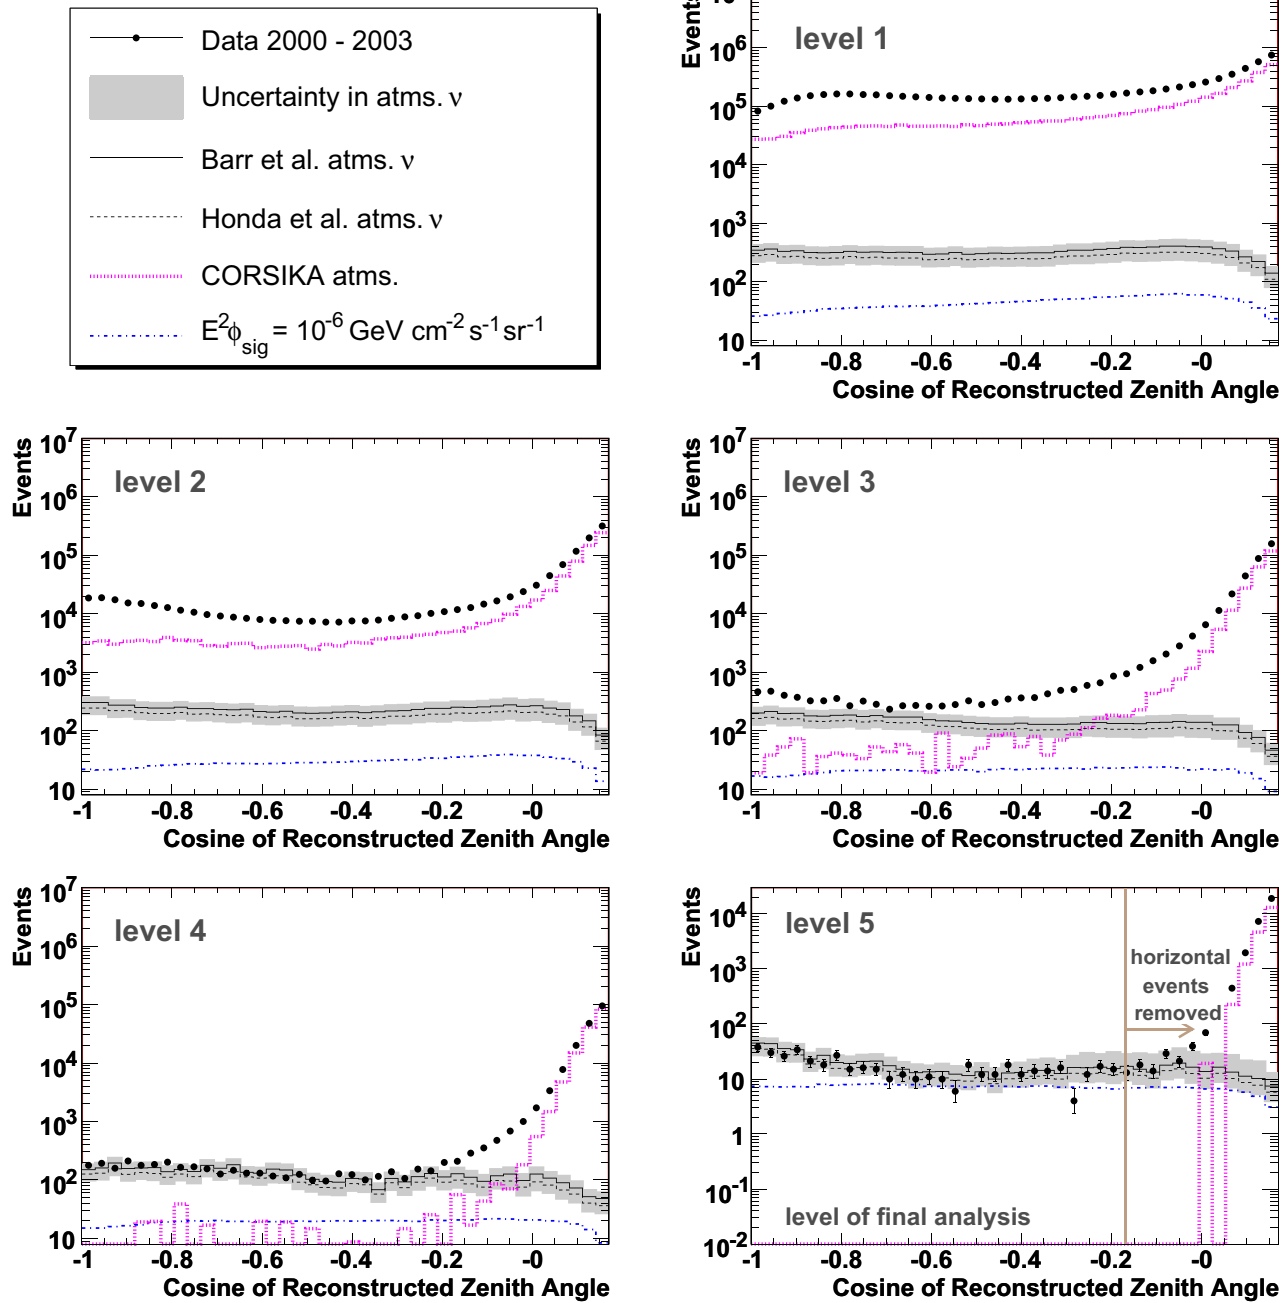 Data 2000 - 2003
Uncertainty in atms. ν
Barr et al. atms. ν
Honda et al. atms. ν
CORSIKA atms.
E²ϕsig = 10⁻⁶ GeV cm⁻² s⁻¹ sr⁻¹
Events
level 1
10⁶
10⁵
10⁴
10³
10²
10
-1 -0.8 -0.6 -0.4 -0.2 -0
Cosine of Reconstructed Zenith Angle
Events
level 2
10⁷
10⁶
10⁵
10⁴
10³
10²
10
-1 -0.8 -0.6 -0.4 -0.2 -0
Cosine of Reconstructed Zenith Angle
Events
level 3
10⁷
10⁶
10⁵
10⁴
10³
10²
10
-1 -0.8 -0.6 -0.4 -0.2 -0
Cosine of Reconstructed Zenith Angle
Events
level 4
10⁷
10⁶
10⁵
10⁴
10³
10²
10
-1 -0.8 -0.6 -0.4 -0.2 -0
Cosine of Reconstructed Zenith Angle
Events
level 5
horizontal
events
removed
10⁴
10³
10²
10
1
10⁻¹
10⁻²
level of final analysis
-1 -0.8 -0.6 -0.4 -0.2 -0
Cosine of Reconstructed Zenith Angle